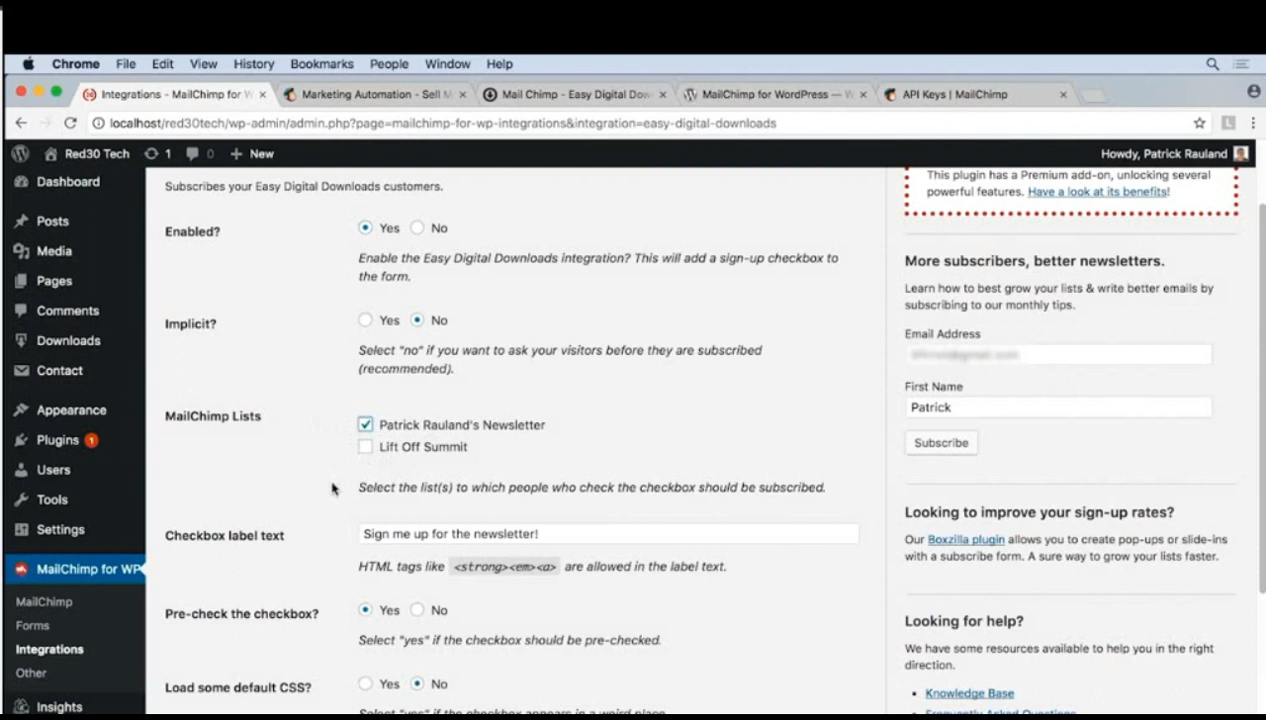 Chrome File Edit View History Bookmarks People Window Help
Integrations - MailChimp for W
Marketing Automation - Sell M
Mail Chimp - Easy Digital Dow
MailChimp for WordPress — W
API Keys | MailChimp
localhost/red30tech/wp-admin/admin.php?page=mailchimp-for-wp-integrations&integration=easy-digital-downloads
Red30 Tech 1 0 + New
Howdy, Patrick Rauland
Dashboard
Posts
Media
Pages
Comments
Downloads
Contact
Appearance
Plugins 1
Users
Tools
Settings
MailChimp for WP
MailChimp
Forms
Integrations
Other
Insights
Subscribes your Easy Digital Downloads customers.
Enabled?
Yes No
Enable the Easy Digital Downloads integration? This will add a sign-up checkbox to
the form.
Implicit?
Yes No
Select "no" if you want to ask your visitors before they are subscribed
(recommended).
MailChimp Lists
Patrick Rauland's Newsletter
Lift Off Summit
Select the list(s) to which people who check the checkbox should be subscribed.
Checkbox label text
Sign me up for the newsletter!
HTML tags like <strong><em><a> are allowed in the label text.
Pre-check the checkbox?
Yes No
Select "yes" if the checkbox should be pre-checked.
Load some default CSS?
Yes No
Select "yes" if the checkbox appears in a weird place.
This plugin has a Premium add-on, unlocking several
powerful features. Have a look at its benefits!
More subscribers, better newsletters.
Learn how to best grow your lists & write better emails by
subscribing to our monthly tips.
Email Address
First Name
Patrick
Subscribe
Looking to improve your sign-up rates?
Our Boxzilla plugin allows you to create pop-ups or slide-ins
with a subscribe form. A sure way to grow your lists faster.
Looking for help?
We have some resources available to help you in the right
direction.
Knowledge Base
Frequently Asked Questions